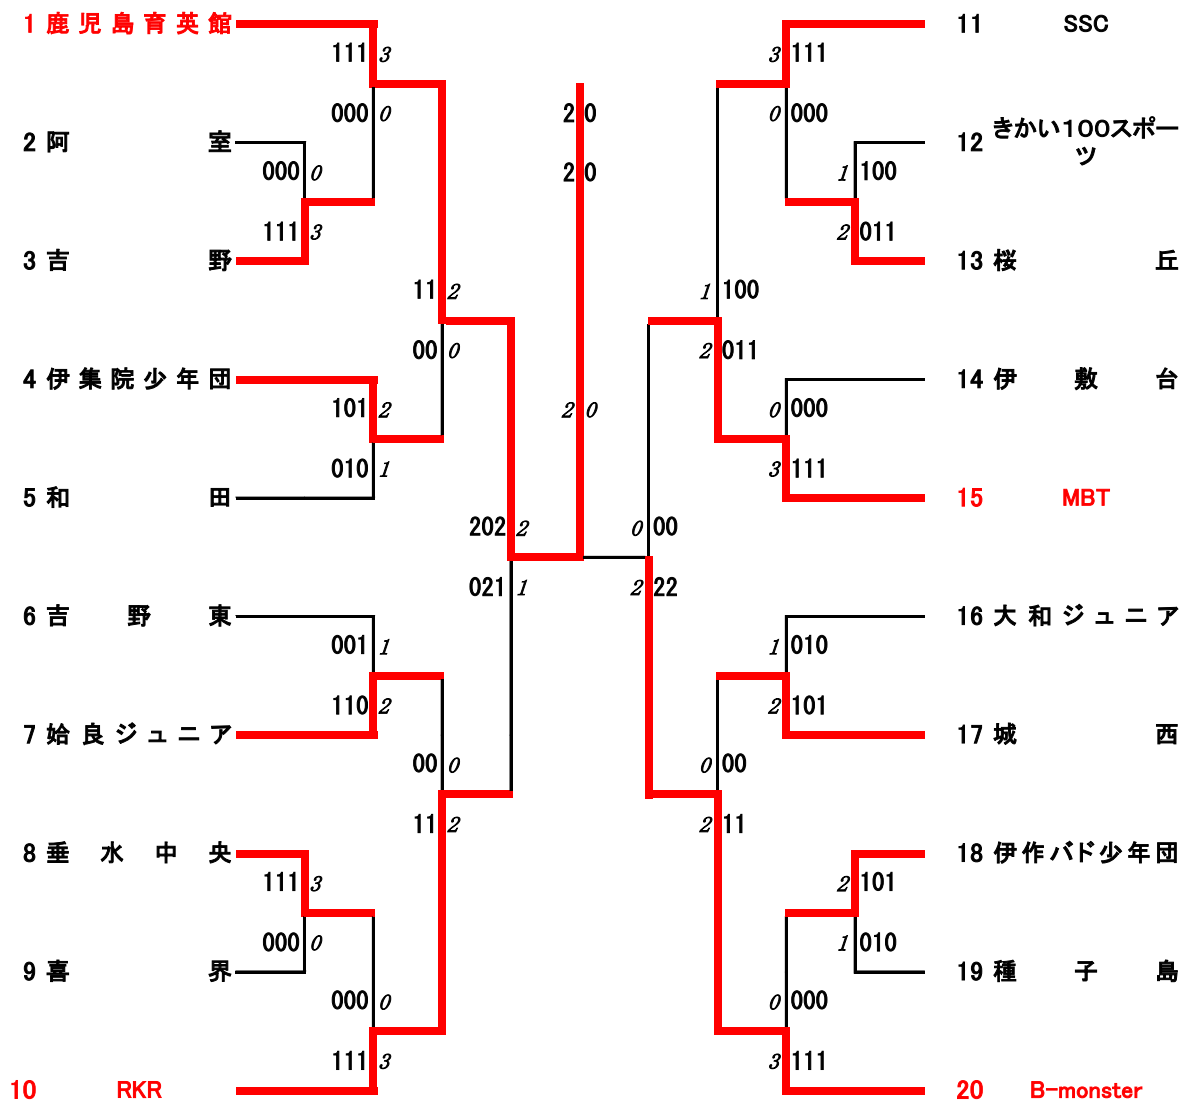 1 鹿児島育英館
111 3
000 0
2 阿室
000 0
111 3
3 吉野
11 2
00 0
4 伊集院少年団
101 2
010 1
5 和田
202 2
021 1
6 吉野東
001 1
110 2
7 姶良ジュニア
00 0
11 2
8 垂水中央
111 3
000 0
9 喜界
000 0
111 3
10 RKR
2 0
2 0
2 0
11 SSC
3 111
0 000
12 きかい100スポー
ツ
1 100
2 011
13 桜丘
1 100
2 011
14 伊敷台
0 000
3 111
15 MBT
0 00
2 22
16 大和ジュニア
1 010
2 101
17 城西
0 00
2 11
18 伊作バド少年団
2 101
1 010
19 種子島
0 000
3 111
20 B-monster